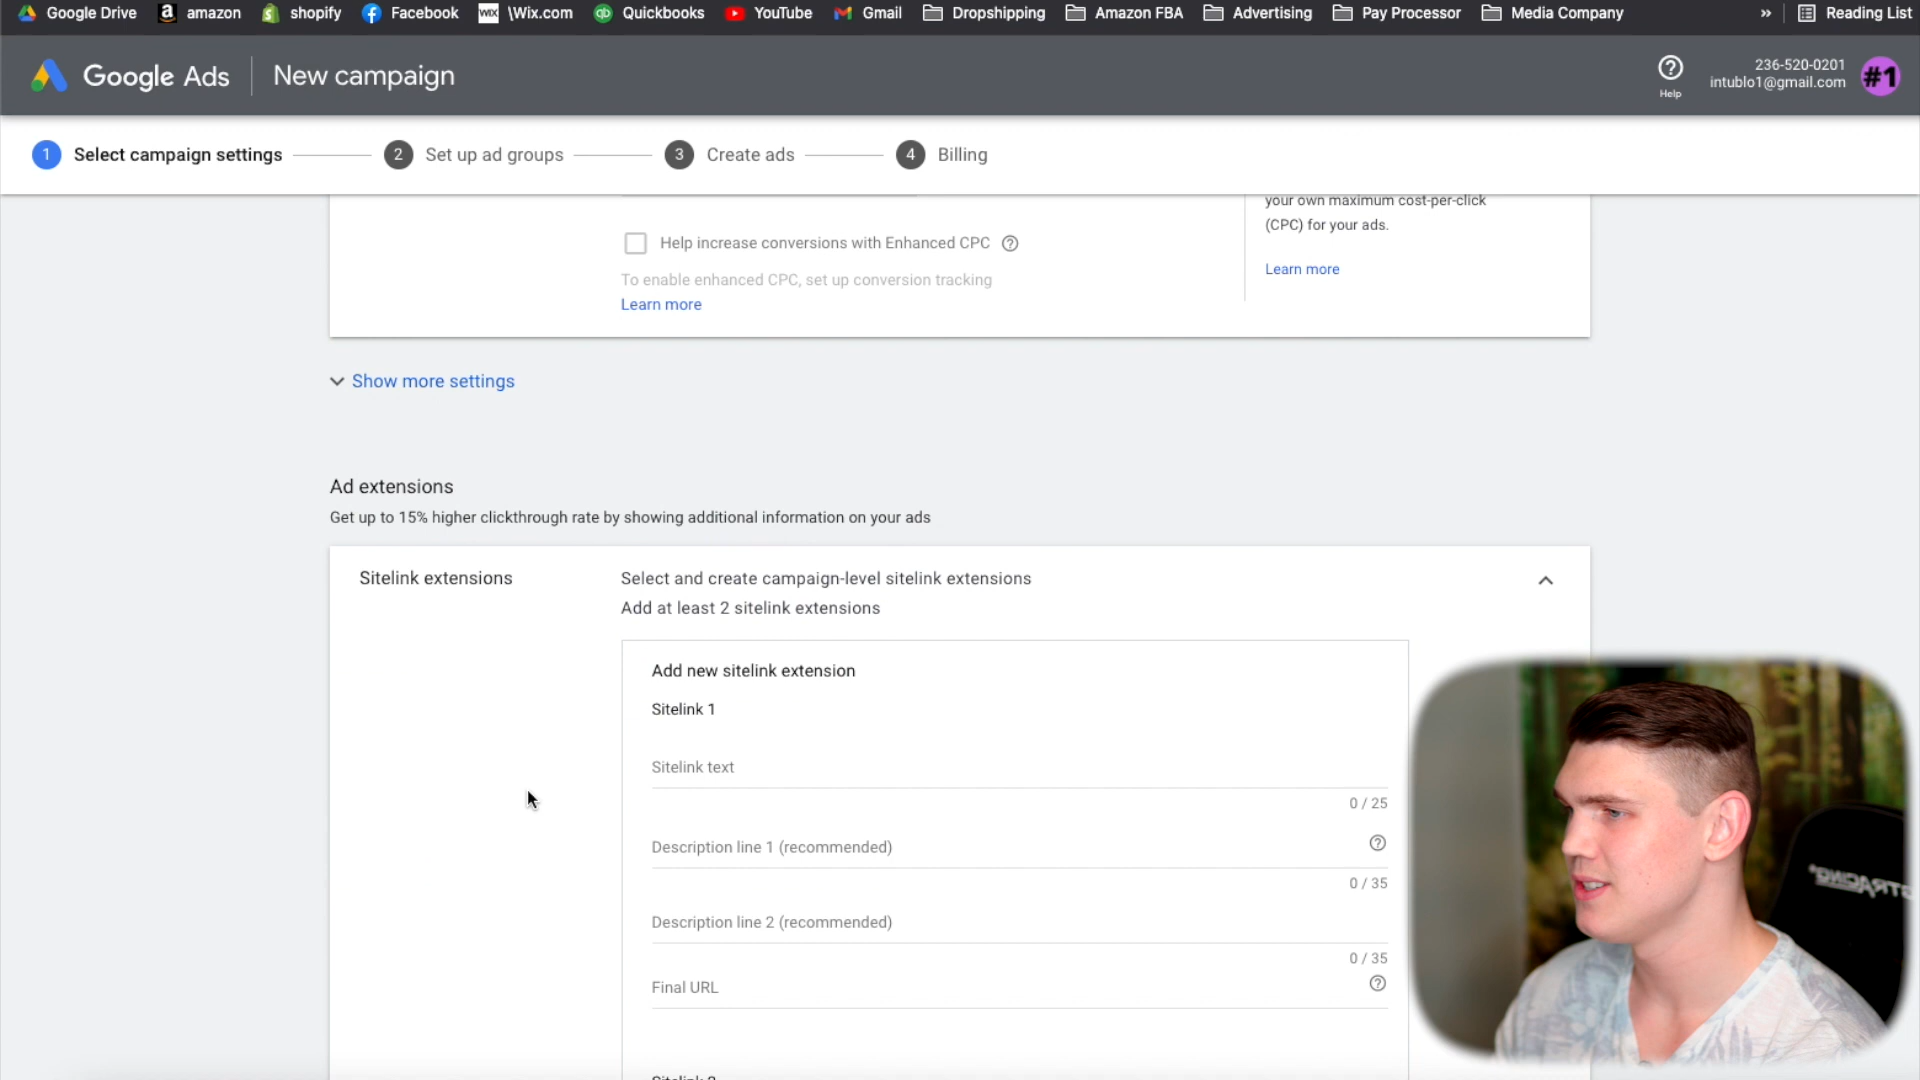 Google Drive
amazon
shopify
Facebook
WIX \Wix.com
qb Quickbooks
YouTube
Gmail
Dropshipping
Amazon FBA
Advertising
Pay Processor
Media Company
»
Reading List
Google Ads
New campaign
Help
236-520-0201
intublo1@gmail.com
#1
1 Select campaign settings
2 Set up ad groups
3 Create ads
4 Billing
your own maximum cost-per-click
(CPC) for your ads.
Learn more
Help increase conversions with Enhanced CPC
To enable enhanced CPC, set up conversion tracking
Learn more
Show more settings
Ad extensions
Get up to 15% higher clickthrough rate by showing additional information on your ads
Sitelink extensions
Select and create campaign-level sitelink extensions
Add at least 2 sitelink extensions
Add new sitelink extension
Sitelink 1
Sitelink text
0 / 25
Description line 1 (recommended)
0 / 35
Description line 2 (recommended)
0 / 35
Final URL